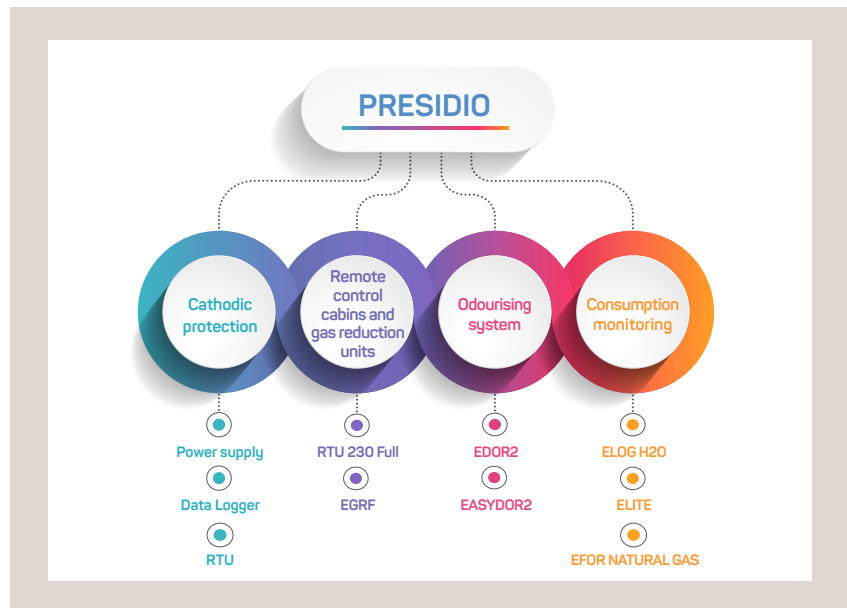 PRESIDIO
Cathodic
protection
Remote
control
cabins and
gas reduction
units
Odourising
system
Consumption
monitoring
Power supply
Data Logger
RTU
RTU 230 Full
EGRF
EDOR2
EASYDOR2
ELOG H2O
ELITE
EFOR NATURAL GAS